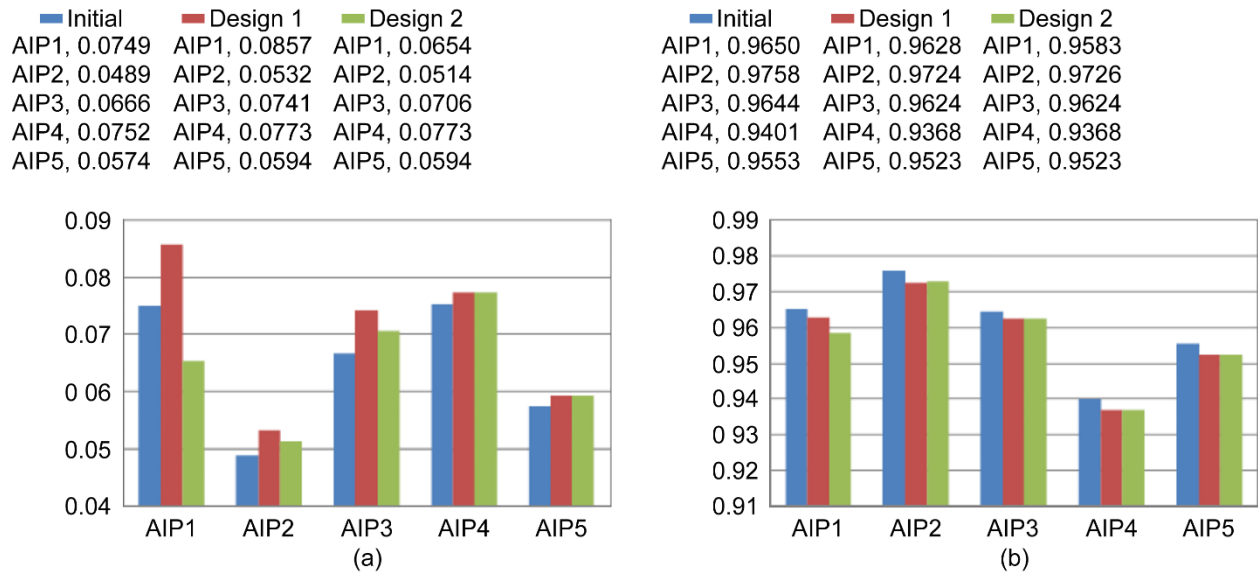 Initial Design 1 Design 2
AIP1, 0.0749 AIP1, 0.0857 AIP1, 0.0654
AIP2, 0.0489 AIP2, 0.0532 AIP2, 0.0514
AIP3, 0.0666 AIP3, 0.0741 AIP3, 0.0706
AIP4, 0.0752 AIP4, 0.0773 AIP4, 0.0773
AIP5, 0.0574 AIP5, 0.0594 AIP5, 0.0594
0.09
0.08
0.07
0.06
0.05
0.04
AIP1 AIP2 AIP3 AIP4 AIP5
(a)
Initial Design 1 Design 2
AIP1, 0.9650 AIP1, 0.9628 AIP1, 0.9583
AIP2, 0.9758 AIP2, 0.9724 AIP2, 0.9726
AIP3, 0.9644 AIP3, 0.9624 AIP3, 0.9624
AIP4, 0.9401 AIP4, 0.9368 AIP4, 0.9368
AIP5, 0.9553 AIP5, 0.9523 AIP5, 0.9523
0.99
0.98
0.97
0.96
0.95
0.94
0.93
0.92
0.91
AIP1 AIP2 AIP3 AIP4 AIP5
(b)